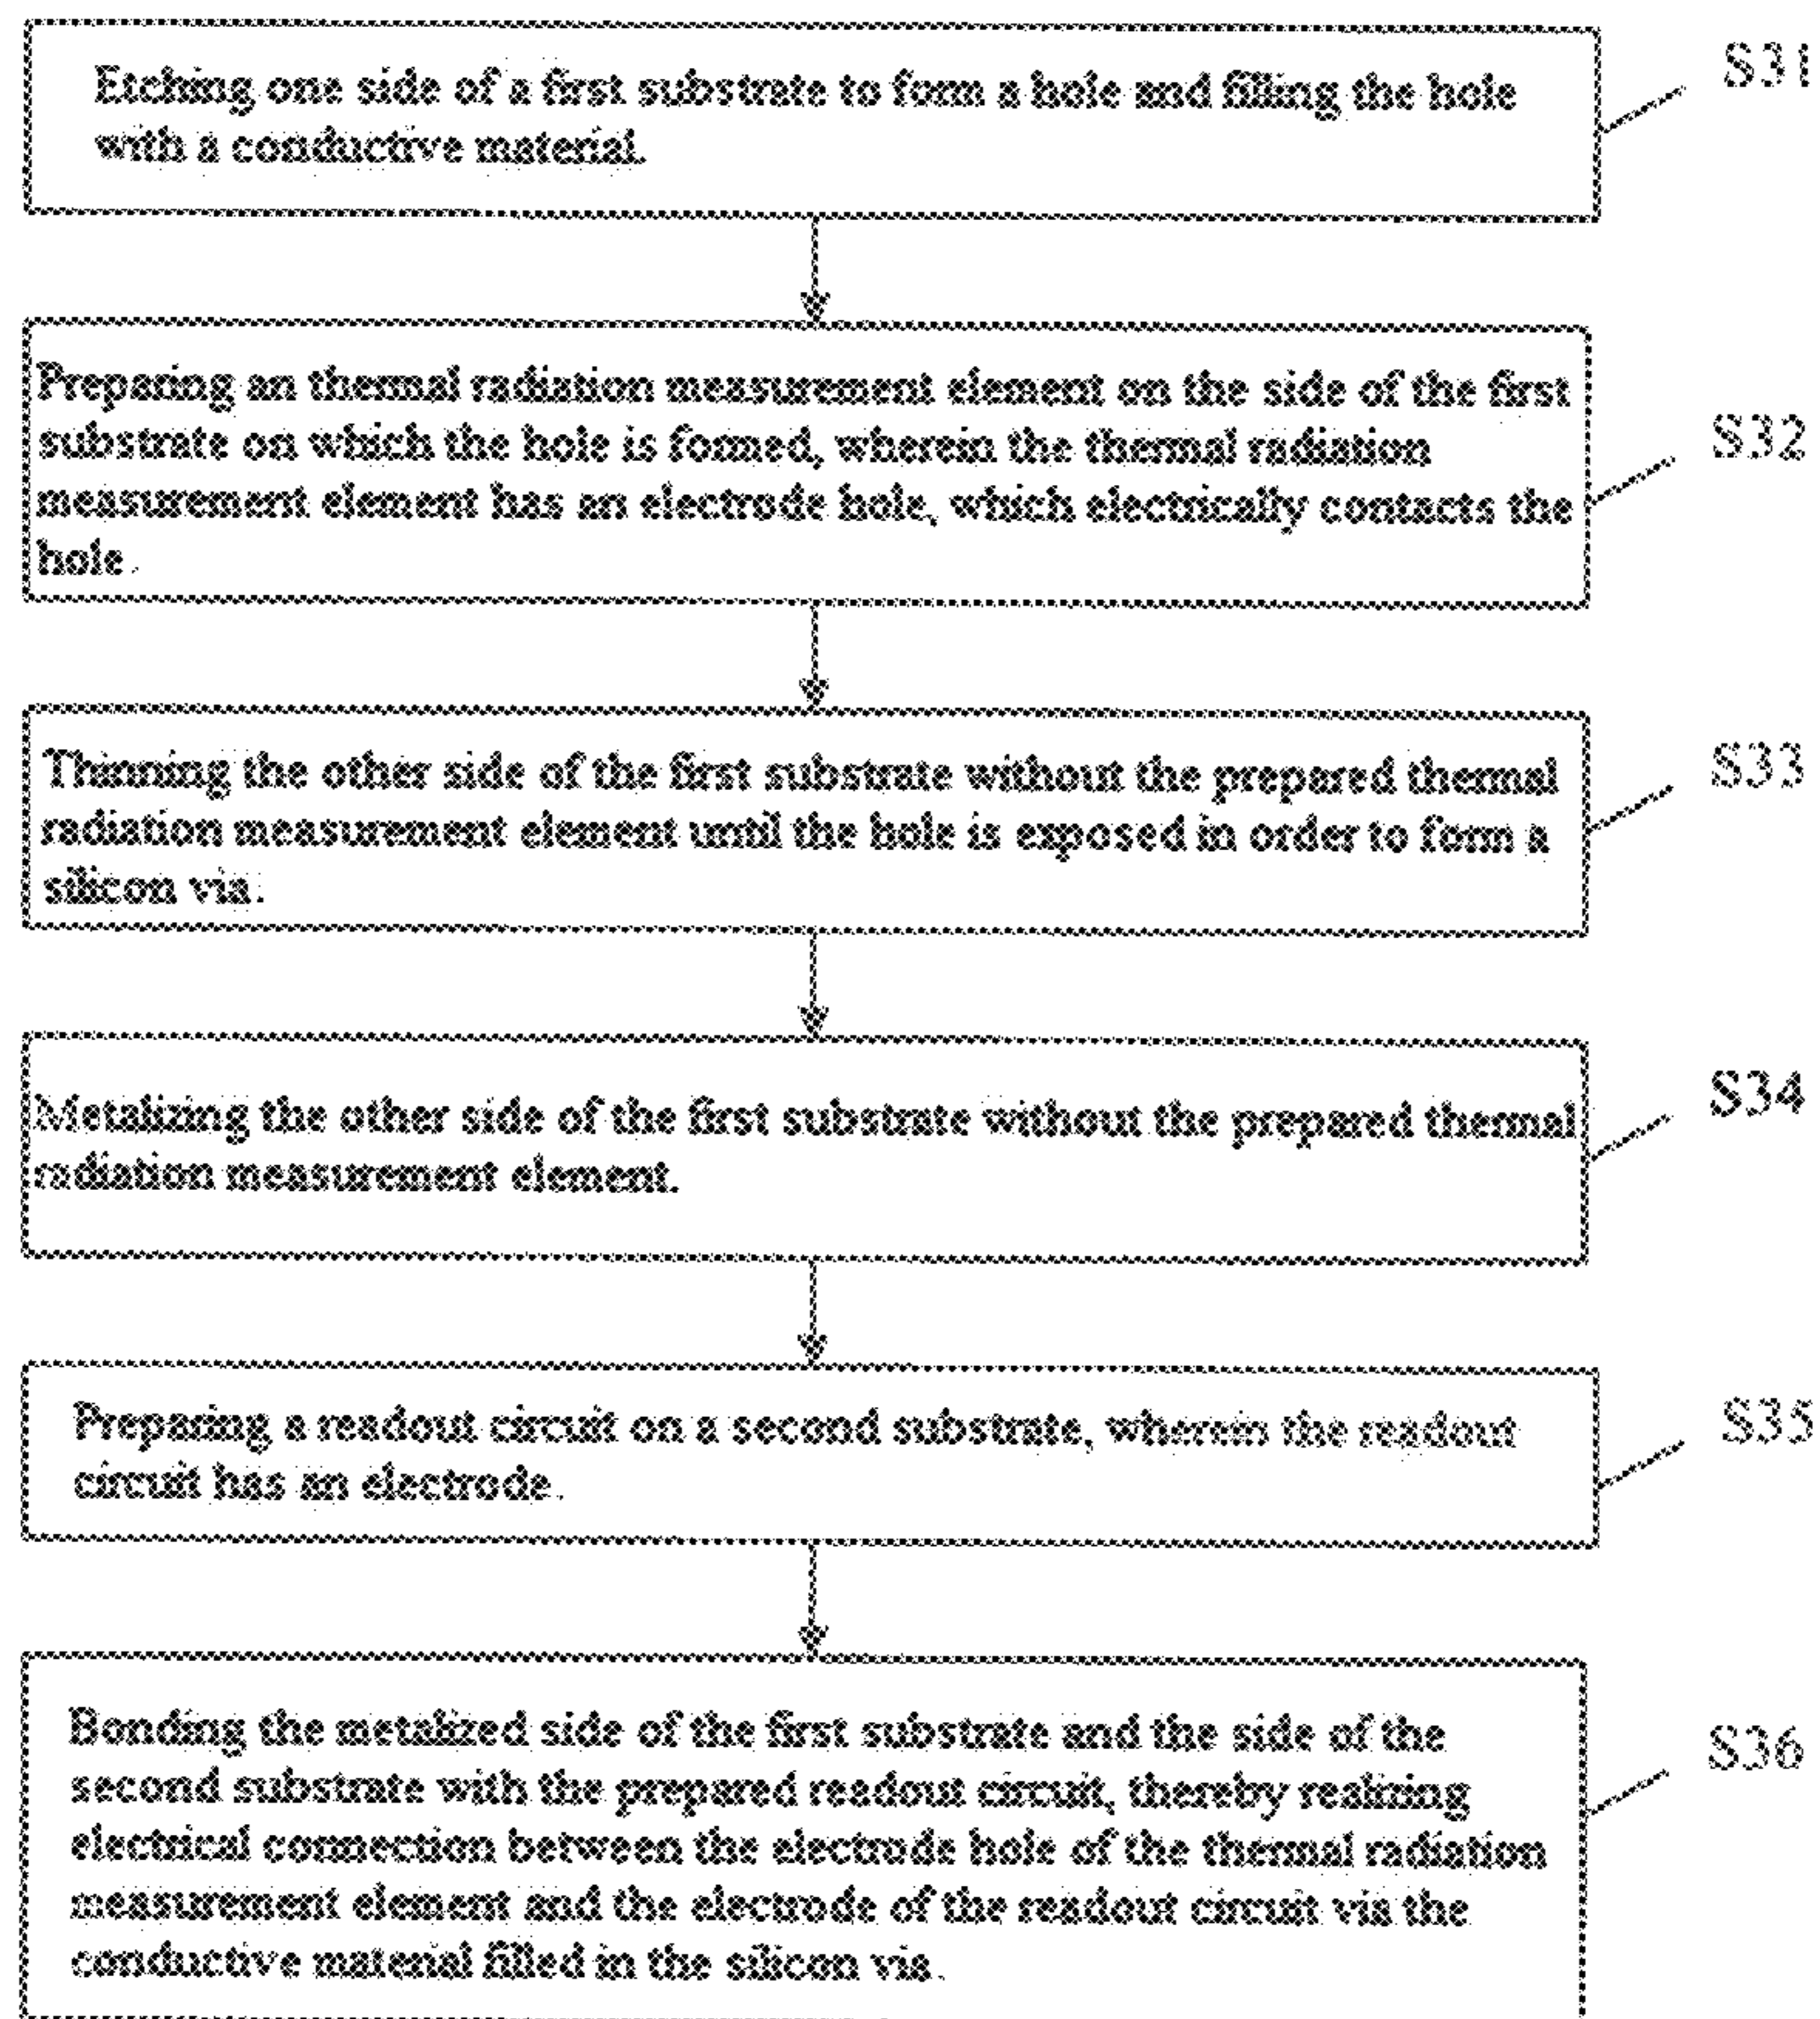 Etching one side of a first substrate to form a hole and filling the hole
with a conductive material.
S31
Preparing an thermal radiation measurement element on the side of the first
substrate on which the hole is formed, wherein the thermal radiation
measurement element has an electrode hole, which electrically contacts the
hole.
S32
Thinning the other side of the first substrate without the prepared thermal
radiation measurement element until the hole is exposed in order to form a
silicon via.
S33
Metalizing the other side of the first substrate without the prepared thermal
radiation measurement element.
S34
Preparing a readout circuit on a second substrate, wherein the readout
circuit has an electrode.
S35
Bonding the metalized side of the first substrate and the side of the
second substrate with the prepared readout circuit, thereby realizing
electrical connection between the electrode hole of the thermal radiation
measurement element and the electrode of the readout circuit via the
conductive material filled in the silicon via.
S36